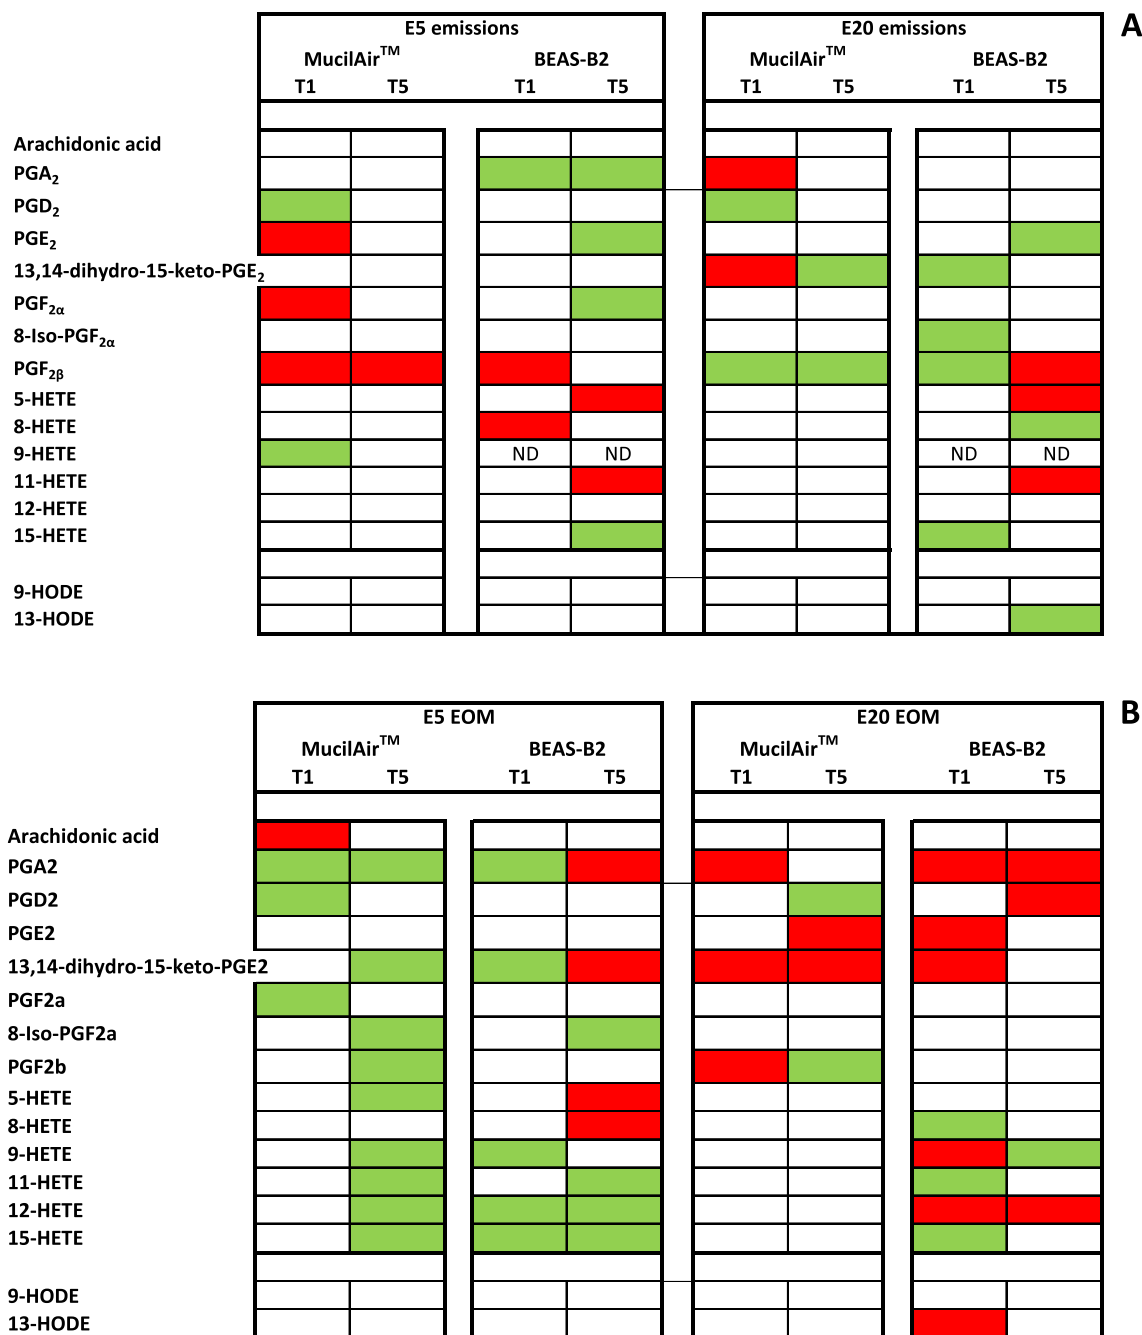 E5 emissions E20 emissions A
MucilAir™ BEAS-B2 MucilAir™ BEAS-B2
T1 T5 T1 T5 T1 T5 T1 T5
Arachidonic acid
PGA₂
PGD₂
PGE₂
13,14-dihydro-15-keto-PGE₂
PGF₂α
8-Iso-PGF₂α
PGF₂β
5-HETE
8-HETE
9-HETE ND ND ND ND
11-HETE
12-HETE
15-HETE
9-HODE
13-HODE
E5 EOM E20 EOM B
MucilAir™ BEAS-B2 MucilAir™ BEAS-B2
T1 T5 T1 T5 T1 T5 T1 T5
Arachidonic acid
PGA2
PGD2
PGE2
13,14-dihydro-15-keto-PGE2
PGF2a
8-Iso-PGF2a
PGF2b
5-HETE
8-HETE
9-HETE
11-HETE
12-HETE
15-HETE
9-HODE
13-HODE